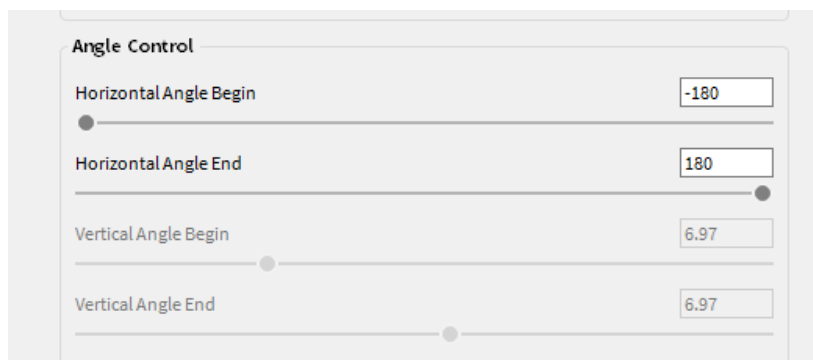 Angle Control
Horizontal Angle Begin -180
Horizontal Angle End 180
Vertical Angle Begin 6.97
Vertical Angle End 6.97